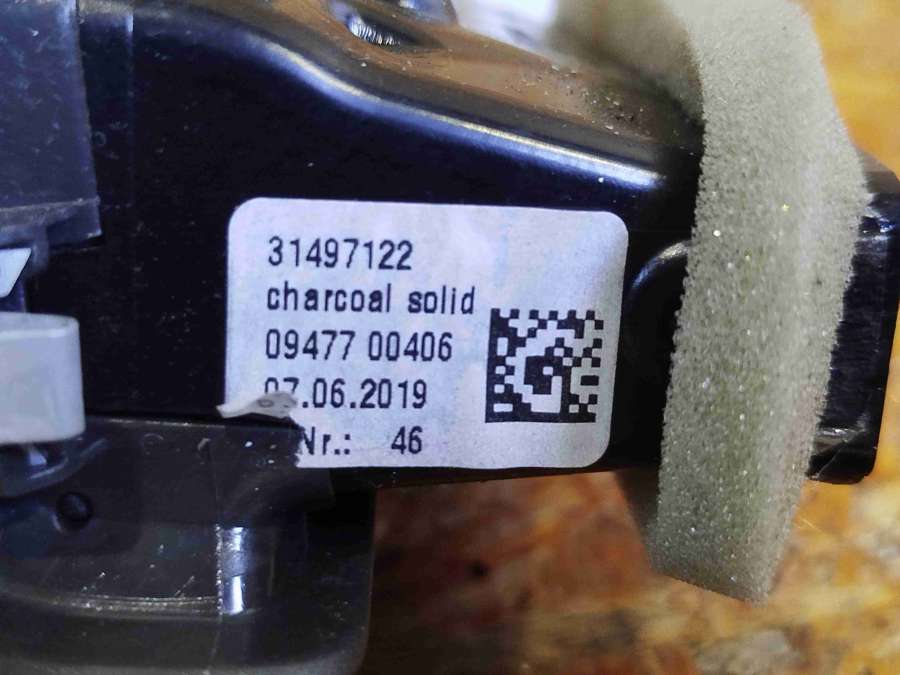 31497122
charcoal solid
09477 00406
07.06.2019
Nr.: 46